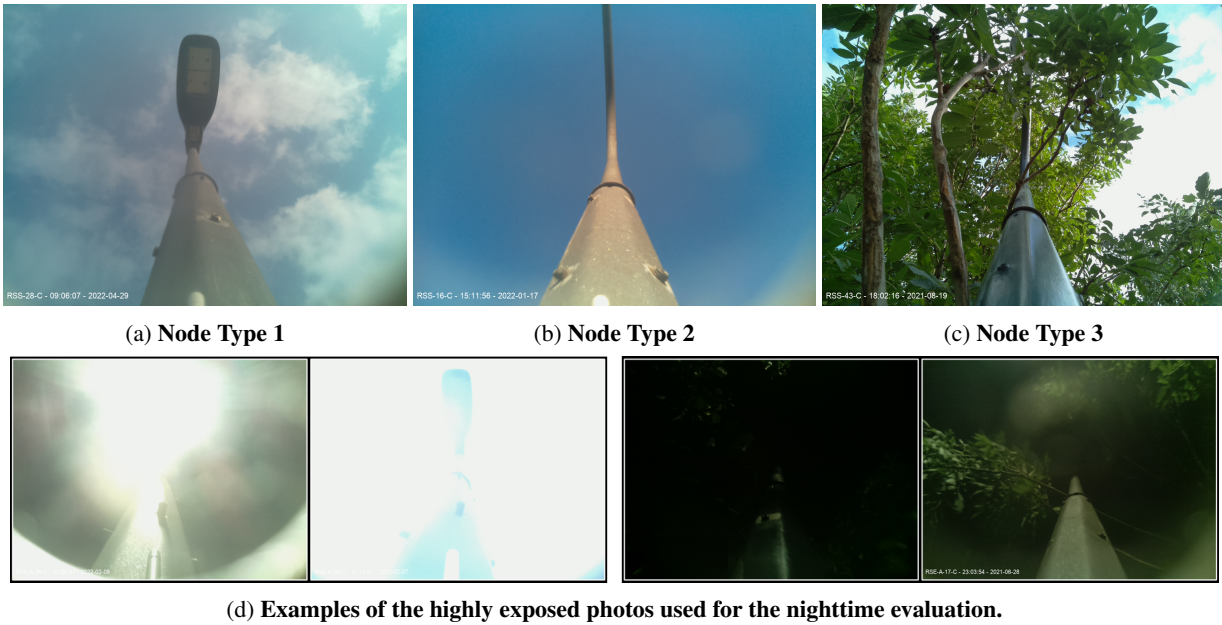 RSS-28-C - 09:06:07 - 2022-04-29
RSS-16-C - 15:11:56 - 2022-01-17
RSS-43-C - 18:02:16 - 2021-08-19
(a) Node Type 1
(b) Node Type 2
(c) Node Type 3
RSE-A-17-C - 23:03:54 - 2021-06-28
(d) Examples of the highly exposed photos used for the nighttime evaluation.